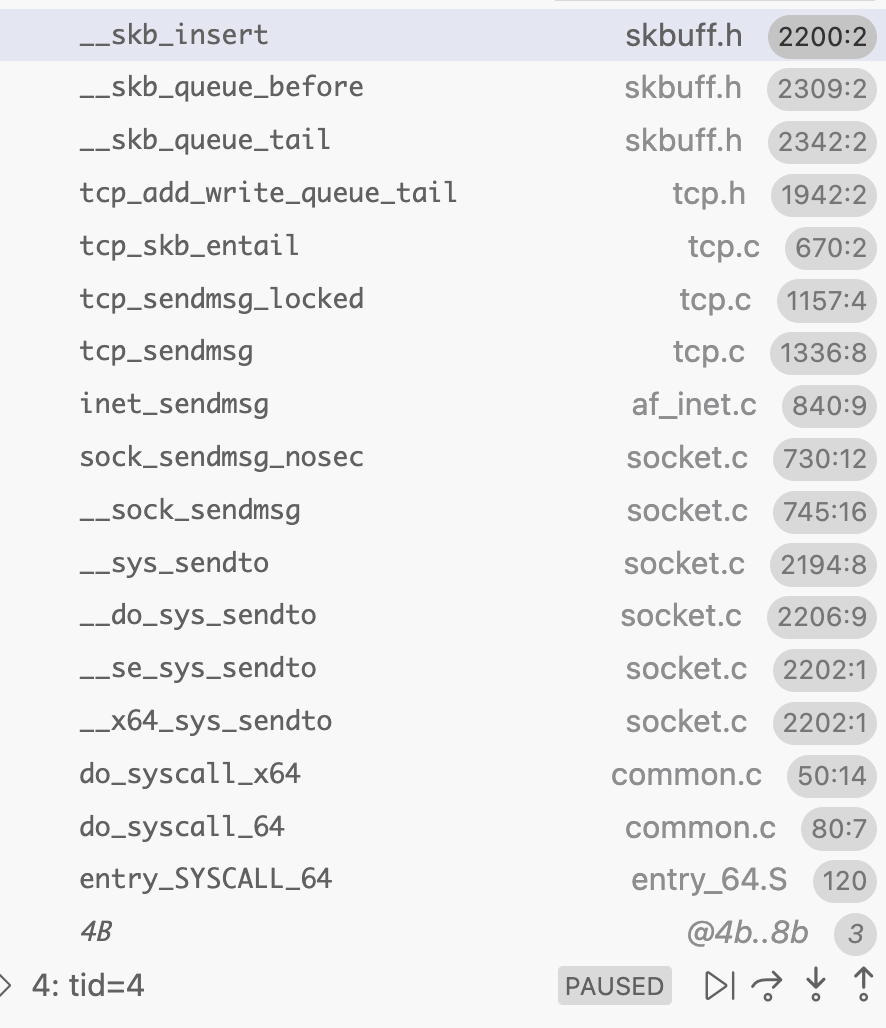 __skb_insert skbuff.h 2200:2
__skb_queue_before skbuff.h 2309:2
__skb_queue_tail skbuff.h 2342:2
tcp_add_write_queue_tail tcp.h 1942:2
tcp_skb_entail tcp.c 670:2
tcp_sendmsg_locked tcp.c 1157:4
tcp_sendmsg tcp.c 1336:8
inet_sendmsg af_inet.c 840:9
sock_sendmsg_nosec socket.c 730:12
__sock_sendmsg socket.c 745:16
__sys_sendto socket.c 2194:8
__do_sys_sendto socket.c 2206:9
__se_sys_sendto socket.c 2202:1
__x64_sys_sendto socket.c 2202:1
do_syscall_x64 common.c 50:14
do_syscall_64 common.c 80:7
entry_SYSCALL_64 entry_64.S 120
4B @4b..8b 3
4: tid=4 PAUSED